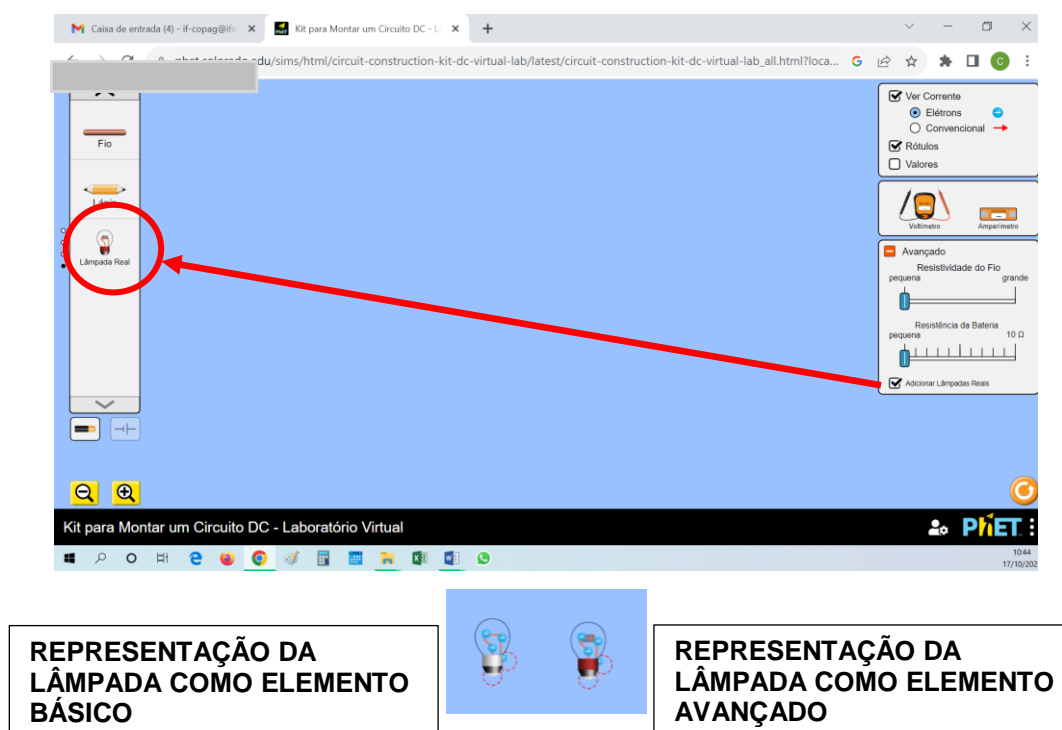 Caixa de entrada (4) - if-copag@ifs
Kit para Montar um Circuito DC - L
phet.colorado.edu/sims/html/circuit-construction-kit-dc-virtual-lab/latest/circuit-construction-kit-dc-virtual-lab_all.html?loca...
Ver Corrente
Elétrons
Convencional
Rótulos
Valores
Fio
Lápis
Lâmpada Real
Voltímetro
Amperímetro
Avançado
Resistividade do Fio
pequena grande
Resistência da Bateria
pequena 10 Ω
Adicionar Lâmpadas Reais
Kit para Montar um Circuito DC - Laboratório Virtual
PhET
10:44
17/10/202
REPRESENTAÇÃO DA
LÂMPADA COMO ELEMENTO
BÁSICO
REPRESENTAÇÃO DA
LÂMPADA COMO ELEMENTO
AVANÇADO